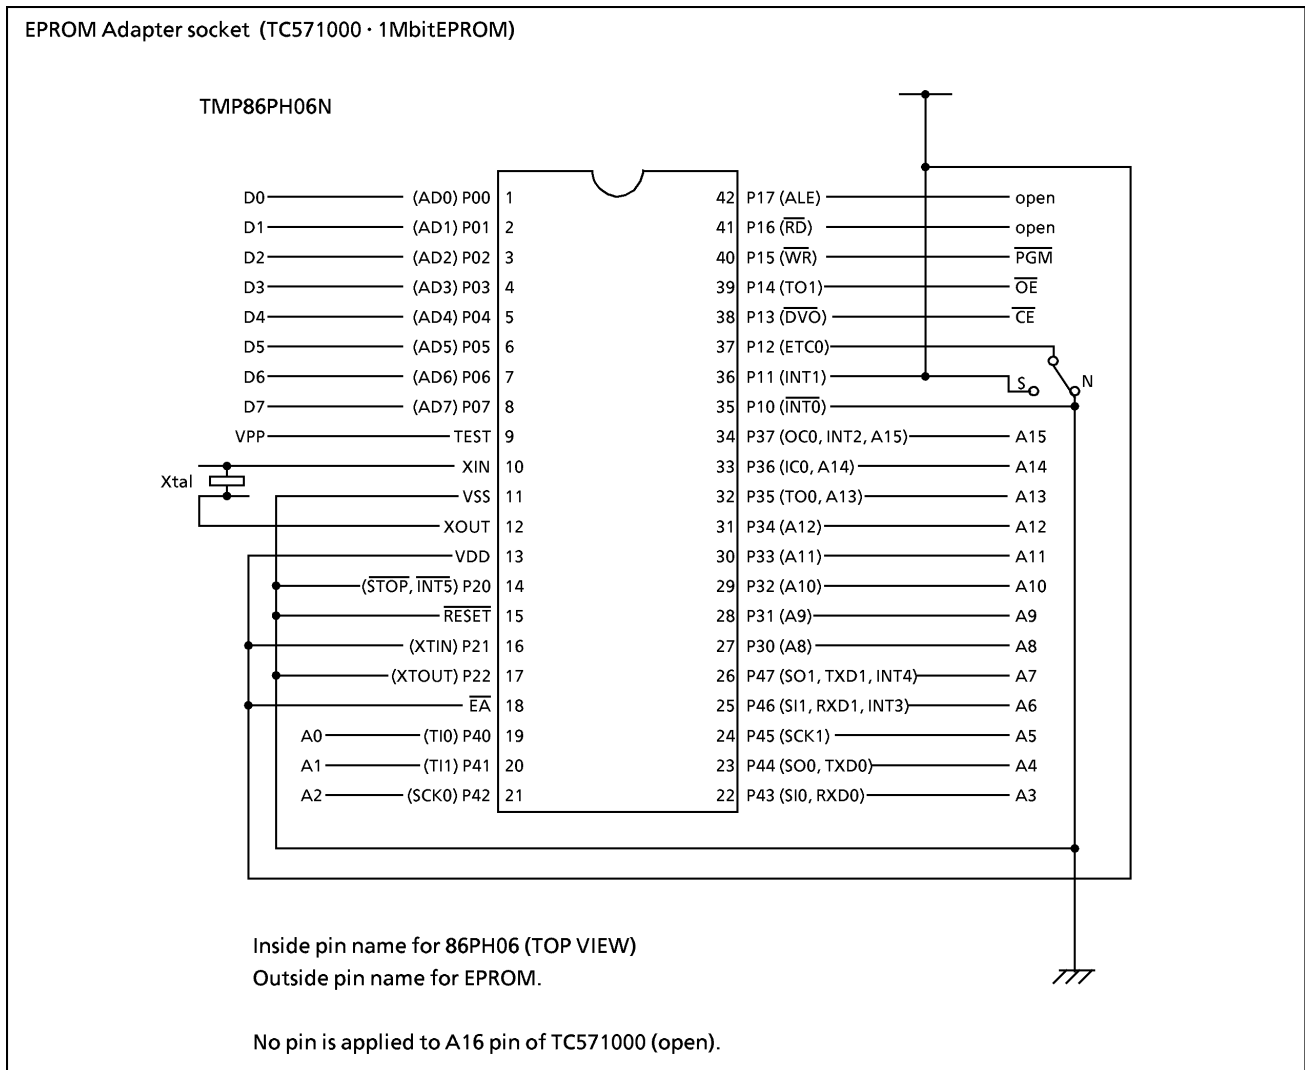 EPROM Adapter socket (TC571000 · 1MbitEPROM)
TMP86PH06N
D0 (AD0) P00 1 42 P17 (ALE) open
D1 (AD1) P01 2 41 P16 (RD) open
D2 (AD2) P02 3 40 P15 (WR) PGM
D3 (AD3) P03 4 39 P14 (TO1) OE
D4 (AD4) P04 5 38 P13 (DVO) CE
D5 (AD5) P05 6 37 P12 (ETC0)
D6 (AD6) P06 7 36 P11 (INT1) S N
D7 (AD7) P07 8 35 P10 (INT0)
VPP TEST 9 34 P37 (OC0, INT2, A15) A15
XIN 10 33 P36 (IC0, A14) A14
Xtal
VSS 11 32 P35 (TO0, A13) A13
XOUT 12 31 P34 (A12) A12
VDD 13 30 P33 (A11) A11
(STOP, INT5) P20 14 29 P32 (A10) A10
RESET 15 28 P31 (A9) A9
(XTIN) P21 16 27 P30 (A8) A8
(XTOUT) P22 17 26 P47 (SO1, TXD1, INT4) A7
EA 18 25 P46 (SI1, RXD1, INT3) A6
A0 (TI0) P40 19 24 P45 (SCK1) A5
A1 (TI1) P41 20 23 P44 (SO0, TXD0) A4
A2 (SCK0) P42 21 22 P43 (SI0, RXD0) A3
Inside pin name for 86PH06 (TOP VIEW)
Outside pin name for EPROM.
No pin is applied to A16 pin of TC571000 (open).